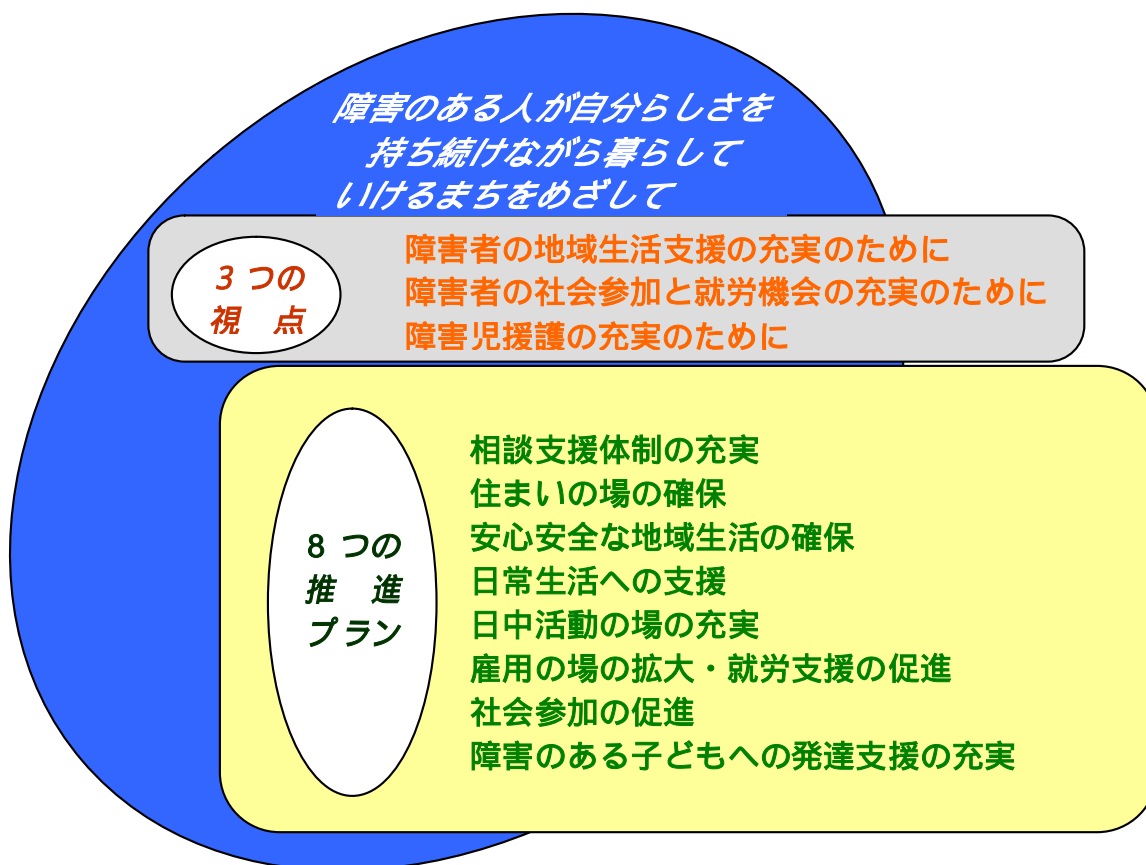 障害のある人が自分らしさを
持ち続けながら暮らして
いけるまちをめざして
3つの
視 点
障害者の地域生活支援の充実のために
障害者の社会参加と就労機会の充実のために
障害児援護の充実のために
8つの
推 進
プラン
相談支援体制の充実
住まいの場の確保
安心安全な地域生活の確保
日常生活への支援
日中活動の場の充実
雇用の場の拡大・就労支援の促進
社会参加の促進
障害のある子どもへの発達支援の充実